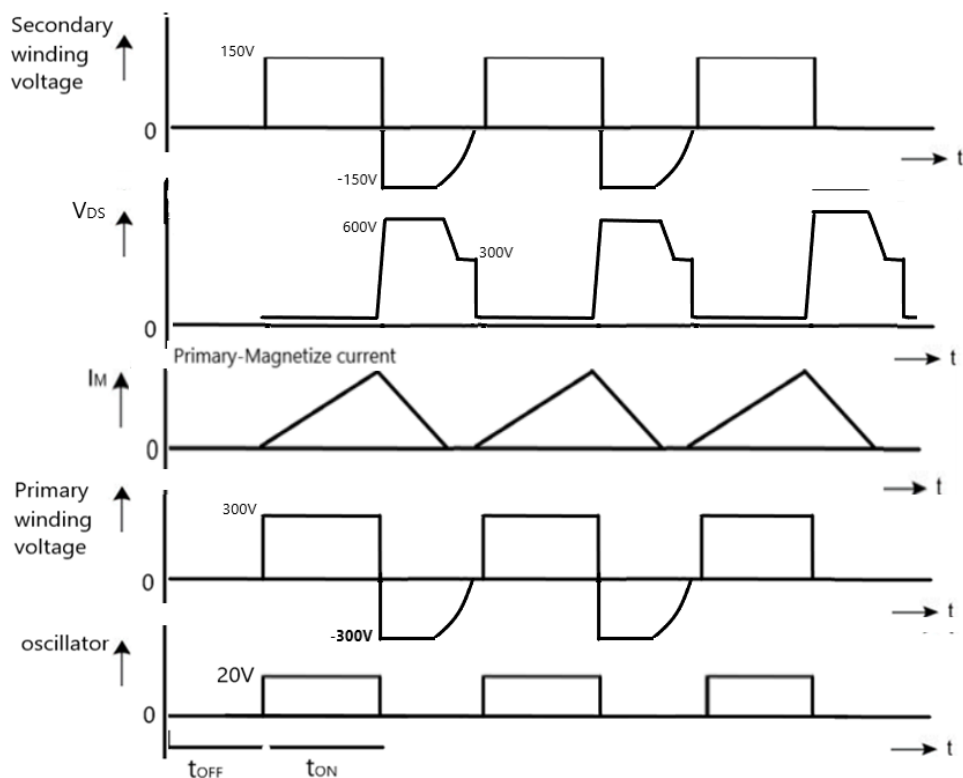 Secondary
winding
voltage
150V
0
-150V
t
VDS
600V
300V
0
t
Primary-Magnetize current
IM
0
t
Primary
winding
voltage
300V
0
-300V
t
oscillator
20V
0
t
tOFF
tON